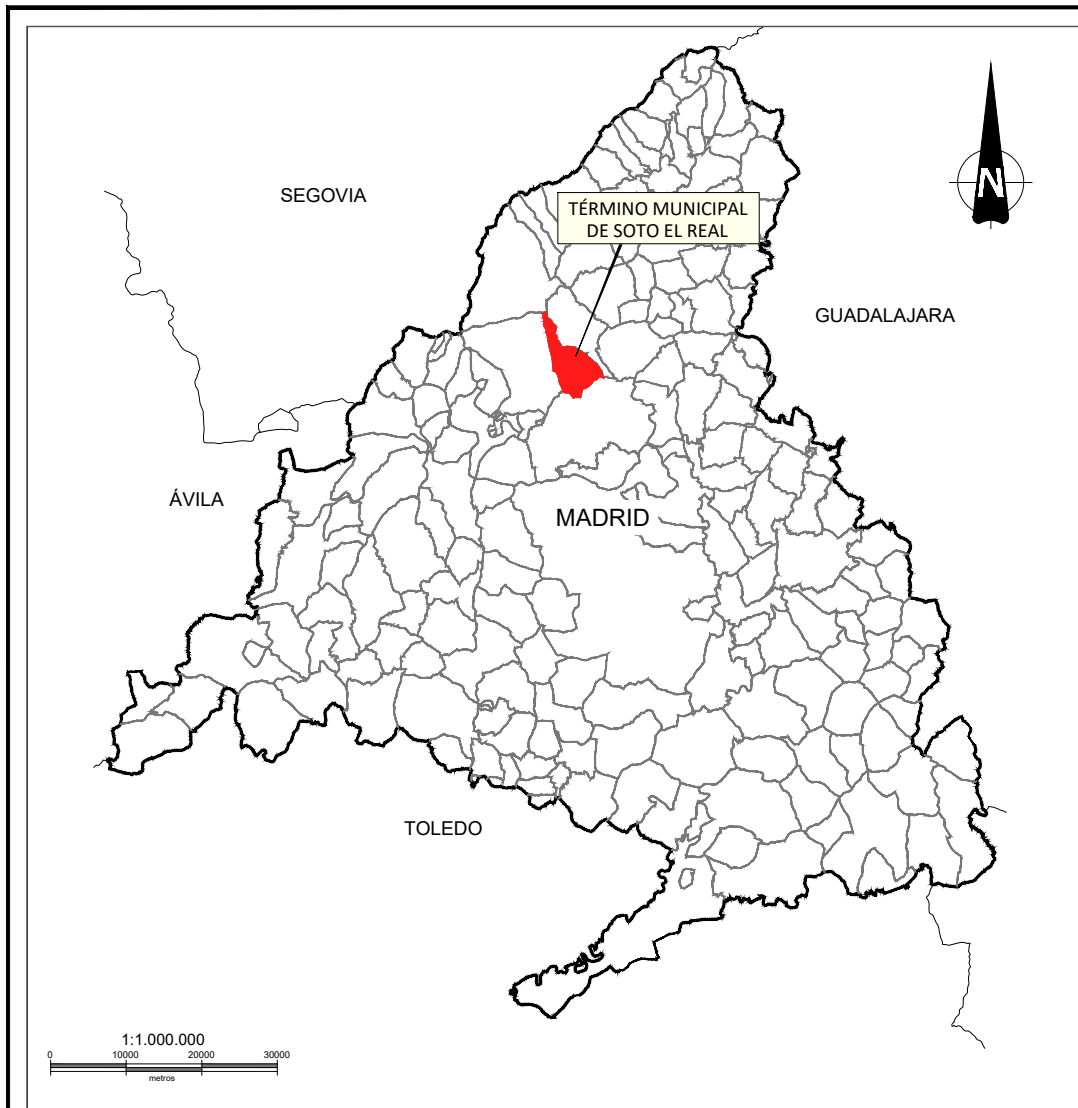 SEGOVIA
TÉRMINO MUNICIPAL
DE SOTO EL REAL
N
GUADALAJARA
ÁVILA
MADRID
TOLEDO
1:1.000.000
0 10000 20000 30000
metros